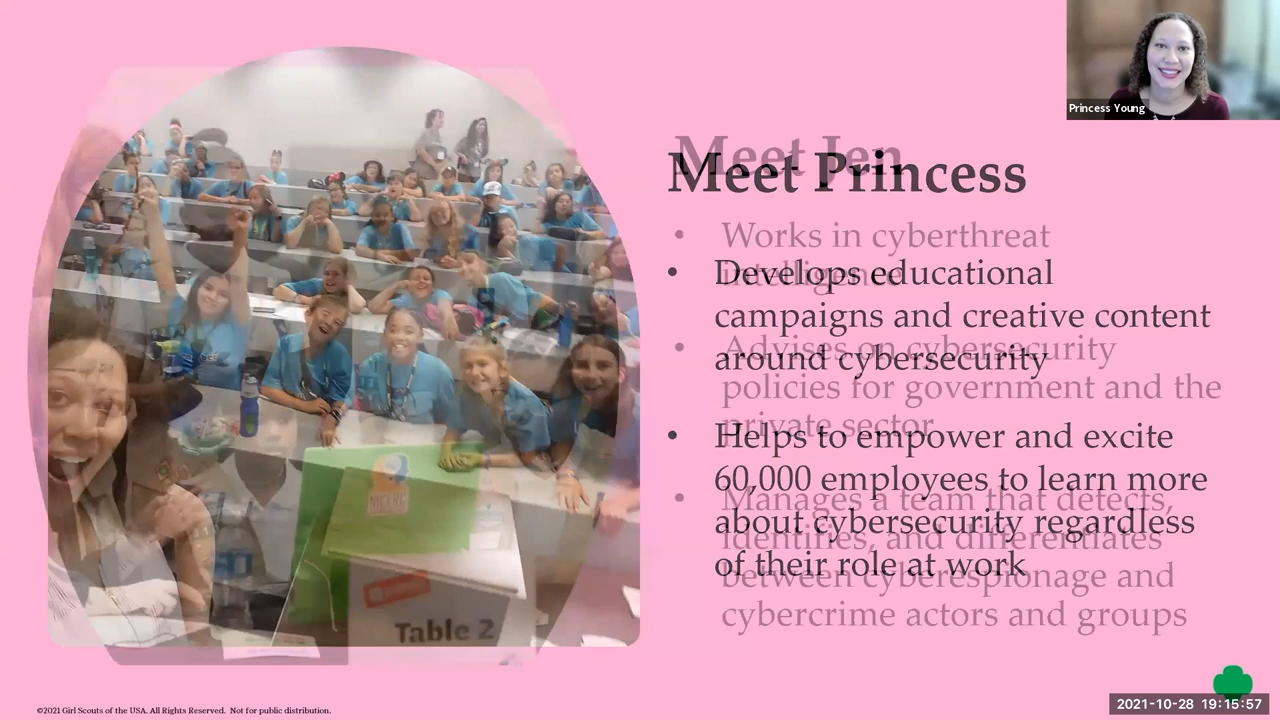 Princess Young
Meet Jen
Meet Princess
• Works in cyberthreat
intelligence
• Develops educational
campaigns and creative content
around cybersecurity
• Advises on cybersecurity
policies for government and the
private sector
• Helps to empower and excite
60,000 employees to learn more
about cybersecurity regardless
of their role at work
• Manages a team that detects,
identifies, and differentiates
between cyberespionage and
cybercrime actors and groups
NICERC
Table 2
©2021 Girl Scouts of the USA. All Rights Reserved. Not for public distribution.
2021-10-28 19:15:57